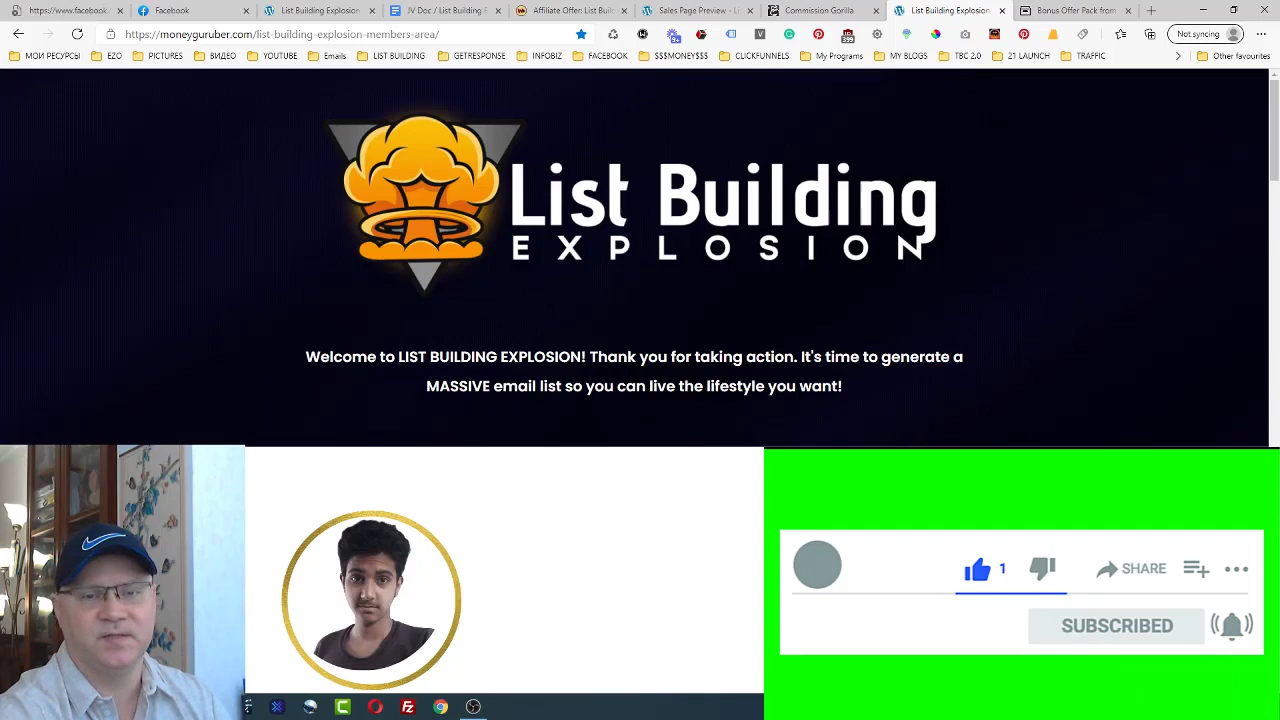 https://www.facebook.
Facebook
List Building Explosion
JV Doc / List Building E
Affiliate Offer: List Buil
Sales Page Preview -
Commission Gorilla
List Building Explosion
Bonus Offer Pack from
https://moneyguruber.com/list-building-explosion-members-area/
9+
399
Not syncing
МОИ РЕСУРСЫ
EZO
PICTURES
ВИДЕО
YOUTUBE
Emails
LIST BUILDING
GETRESPONSE
INFOBIZ
FACEBOOK
$$$MONEY$$$
CLICKFUNNELS
My Programs
MY BLOGS
TBC 2.0
21 LAUNCH
TRAFFIC
Other favourites
List Building
EXPLOSION
Welcome to LIST BUILDING EXPLOSION! Thank you for taking action. It's time to generate a
MASSIVE email list so you can live the lifestyle you want!
1
SHARE
SUBSCRIBED